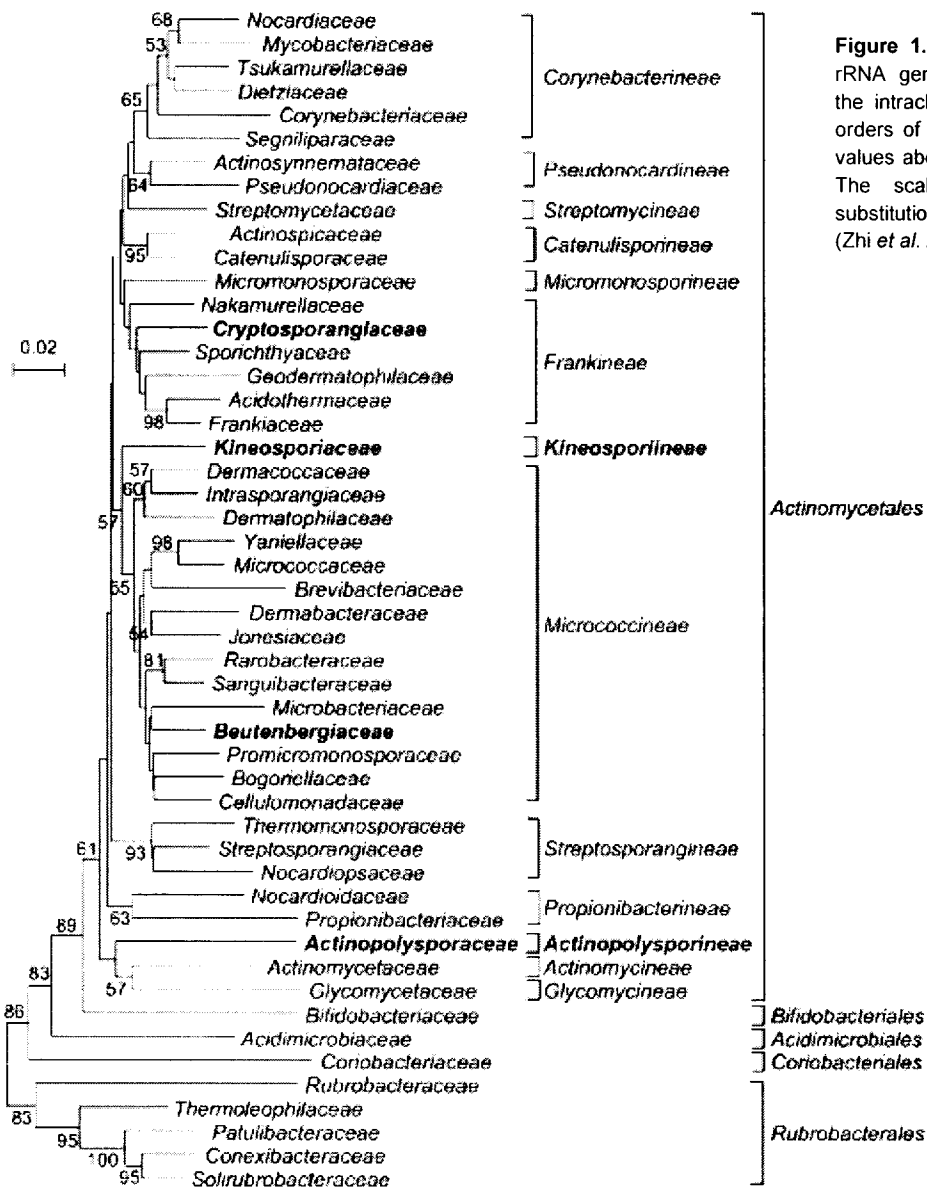 Figure 1.
rRNA gen
the intracl
orders of
values abo
The scal
substitutio
(Zhi et al.
68
53
65
64
95
0.02
98
57
60
57
65
98
54
81
93
61
63
89
57
83
86
83
95
100
95
Nocardiaceae
Mycobacteriaceae
Tsukamurellaceae
Dietziaceae
Corynebacteriaceae
Segniliparaceae
Actinosynnemataceae
Pseudonocardiaceae
Streptomycetaceae
Actinospicaceae
Catenulisporaceae
Micromonosporaceae
Nakamurellaceae
Cryptosporangiaceae
Sporichthyaceae
Geodermatophilaceae
Acidothermaceae
Frankiaceae
Kineosporiaceae
Dermacoccaceae
Intrasporangiaceae
Dermatophilaceae
Yaniellaceae
Micrococcaceae
Brevibacteriaceae
Dermabacteraceae
Jonesiaceae
Rarobacteraceae
Sanguibacteraceae
Microbacteriaceae
Beutenbergiaceae
Promicromonosporaceae
Bogoriellaceae
Cellulomonadaceae
Thermomonosporaceae
Streptosporangiaceae
Nocardiopsaceae
Nocardioidaceae
Propionibacteriaceae
Actinopolysporaceae
Actinomycetaceae
Glycomycetaceae
Bifidobacteriaceae
Acidimicrobiaceae
Coriobacteriaceae
Rubrobacteraceae
Thermoleophilaceae
Patulibacteraceae
Conexibacteraceae
Solirubrobacteraceae
Corynebacterineae
Pseudonocardineae
Streptomycineae
Catenulisporineae
Micromonosporineae
Frankineae
Kineosporiineae
Micrococcineae
Streptosporangineae
Propionibacterineae
Actinopolysporineae
Actinomycineae
Glycomycineae
Actinomycetales
Bifidobacteriales
Acidimicrobiales
Coriobacteriales
Rubrobacterales